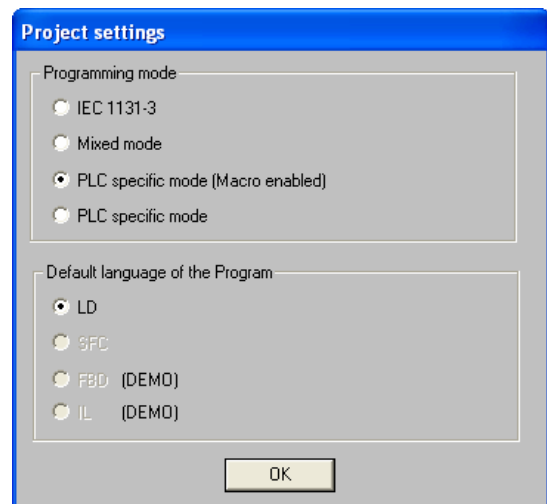 Project settings
Programming mode
IEC 1131-3
Mixed mode
PLC specific mode (Macro enabled)
PLC specific mode
Default language of the Program
LD
SFC
FBD (DEMO)
IL (DEMO)
OK